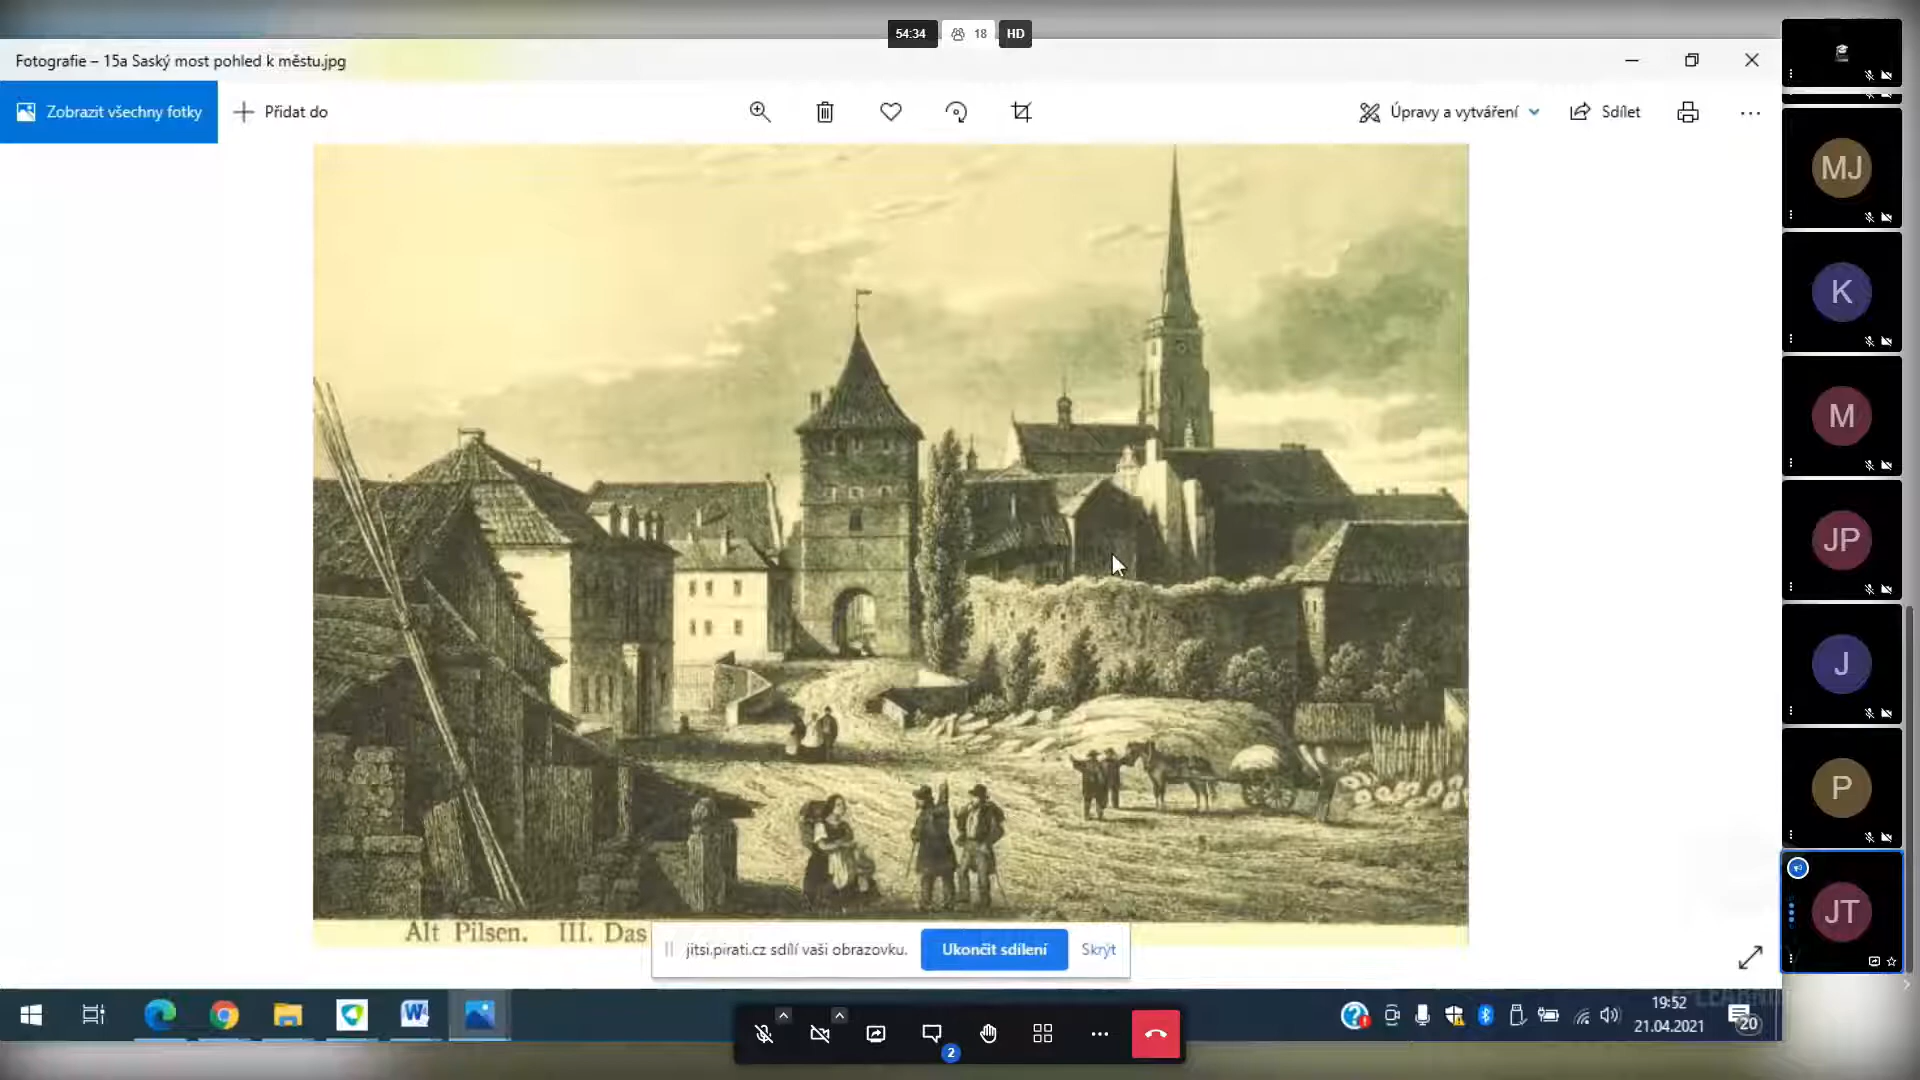 54:34
18
HD
Fotografie – 15a Saský most pohled k městu.jpg
Zobrazit všechny fotky
Přidat do
Úpravy a vytváření
Sdílet
MJ
K
M
JP
J
P
JT
Alt Pilsen. III. Das
jitsi.pirati.cz sdílí vaši obrazovku.
Ukončit sdílení
Skrýt
19:52
21.04.2021
20
2